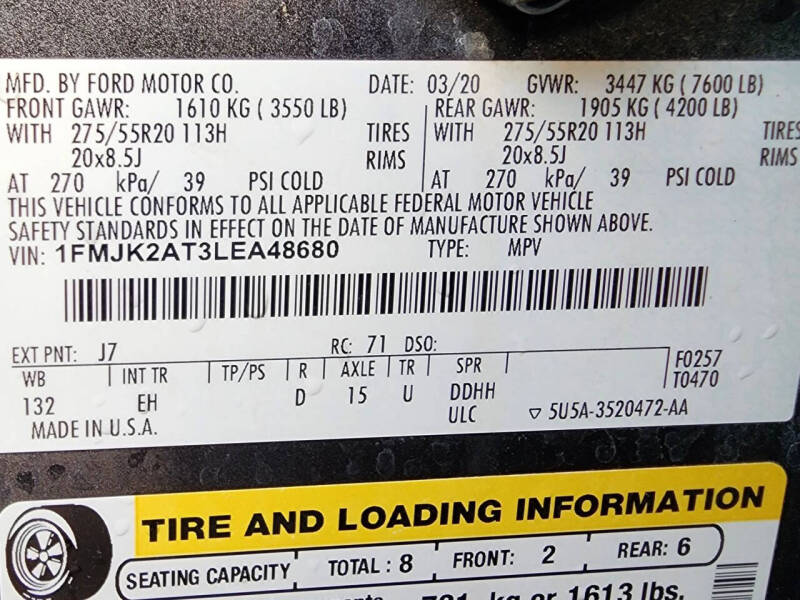 MFD. BY FORD MOTOR CO. DATE: 03/20 GVWR: 3447 KG ( 7600 LB)
FRONT GAWR: 1610 KG ( 3550 LB) REAR GAWR: 1905 KG ( 4200 LB)
WITH 275/55R20 113H TIRES WITH 275/55R20 113H TIRES
20x8.5J RIMS 20x8.5J RIMS
AT 270 kPa/ 39 PSI COLD AT 270 kPa/ 39 PSI COLD
THIS VEHICLE CONFORMS TO ALL APPLICABLE FEDERAL MOTOR VEHICLE
SAFETY STANDARDS IN EFFECT ON THE DATE OF MANUFACTURE SHOWN ABOVE.
VIN: 1FMJK2AT3LEA48680 TYPE: MPV
EXT PNT: J7 RC: 71 DSO:
WB INT TR TP/PS R AXLE TR SPR F0257
132 EH D 15 U DDHH T0470
ULC ▽ 5U5A-3520472-AA
MADE IN U.S.A.
TIRE AND LOADING INFORMATION
SEATING CAPACITY TOTAL : 8 FRONT: 2 REAR: 6
kg or 1613 lbs.